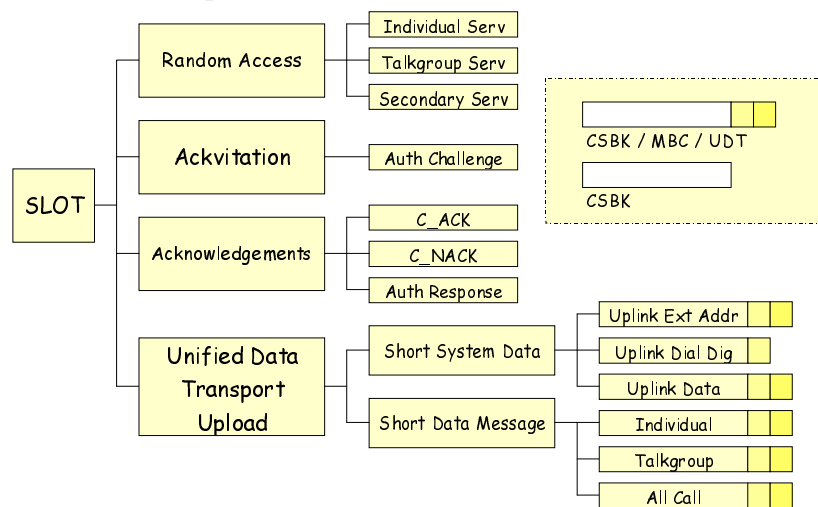 SLOT
Random Access
Individual Serv
Talkgroup Serv
Secondary Serv
Ackvitation
Auth Challenge
Acknowledgements
C_ACK
C_NACK
Auth Response
Unified Data
Transport
Upload
Short System Data
Uplink Ext Addr
Uplink Dial Dig
Uplink Data
Short Data Message
Individual
Talkgroup
All Call
CSBK / MBC / UDT
CSBK